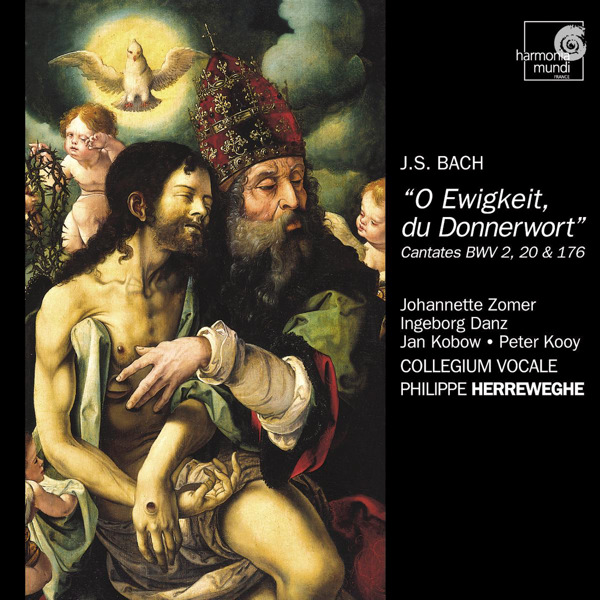 harmonia
mundi
FRANCE
J.S. BACH
“O Ewigkeit,
du Donnerwort”
Cantates BWV 2, 20 & 176
Johannette Zomer
Ingeborg Danz
Jan Kobow • Peter Kooy
COLLEGIUM VOCALE
PHILIPPE HERREWEGHE